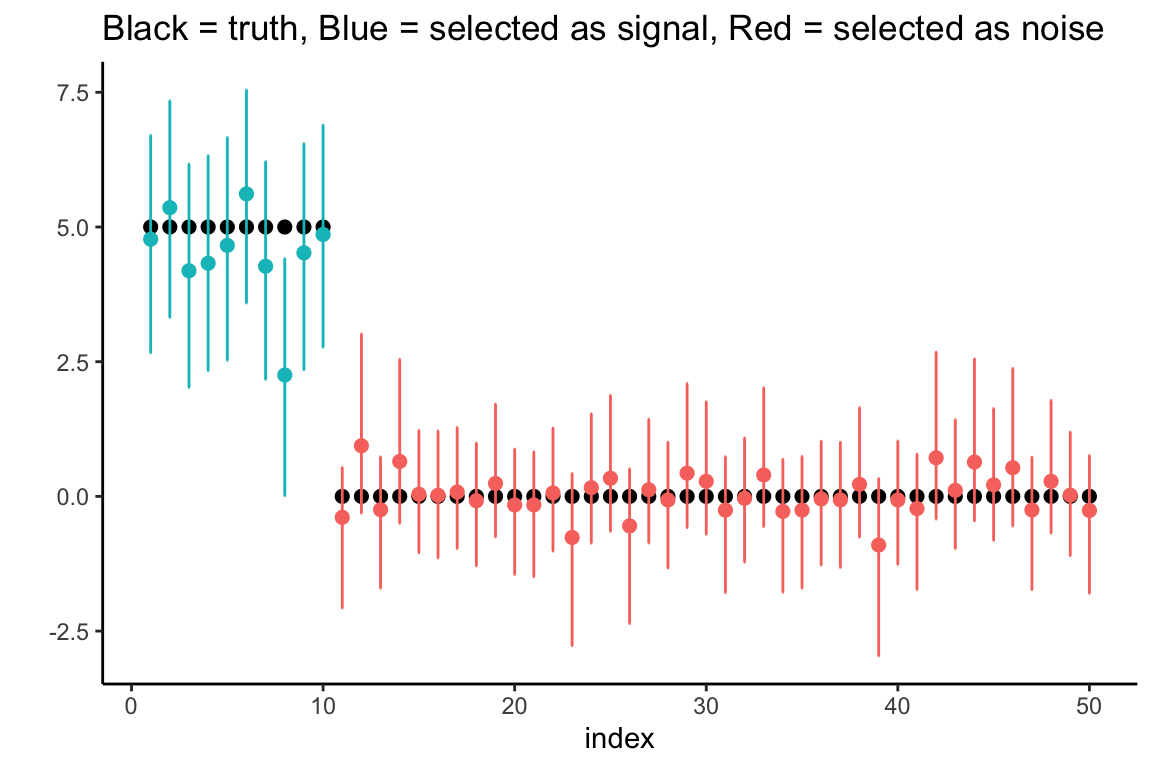 Black = truth, Blue = selected as signal, Red = selected as noise
7.5
5.0
2.5
0.0
-2.5
0 10 20 30 40 50
index